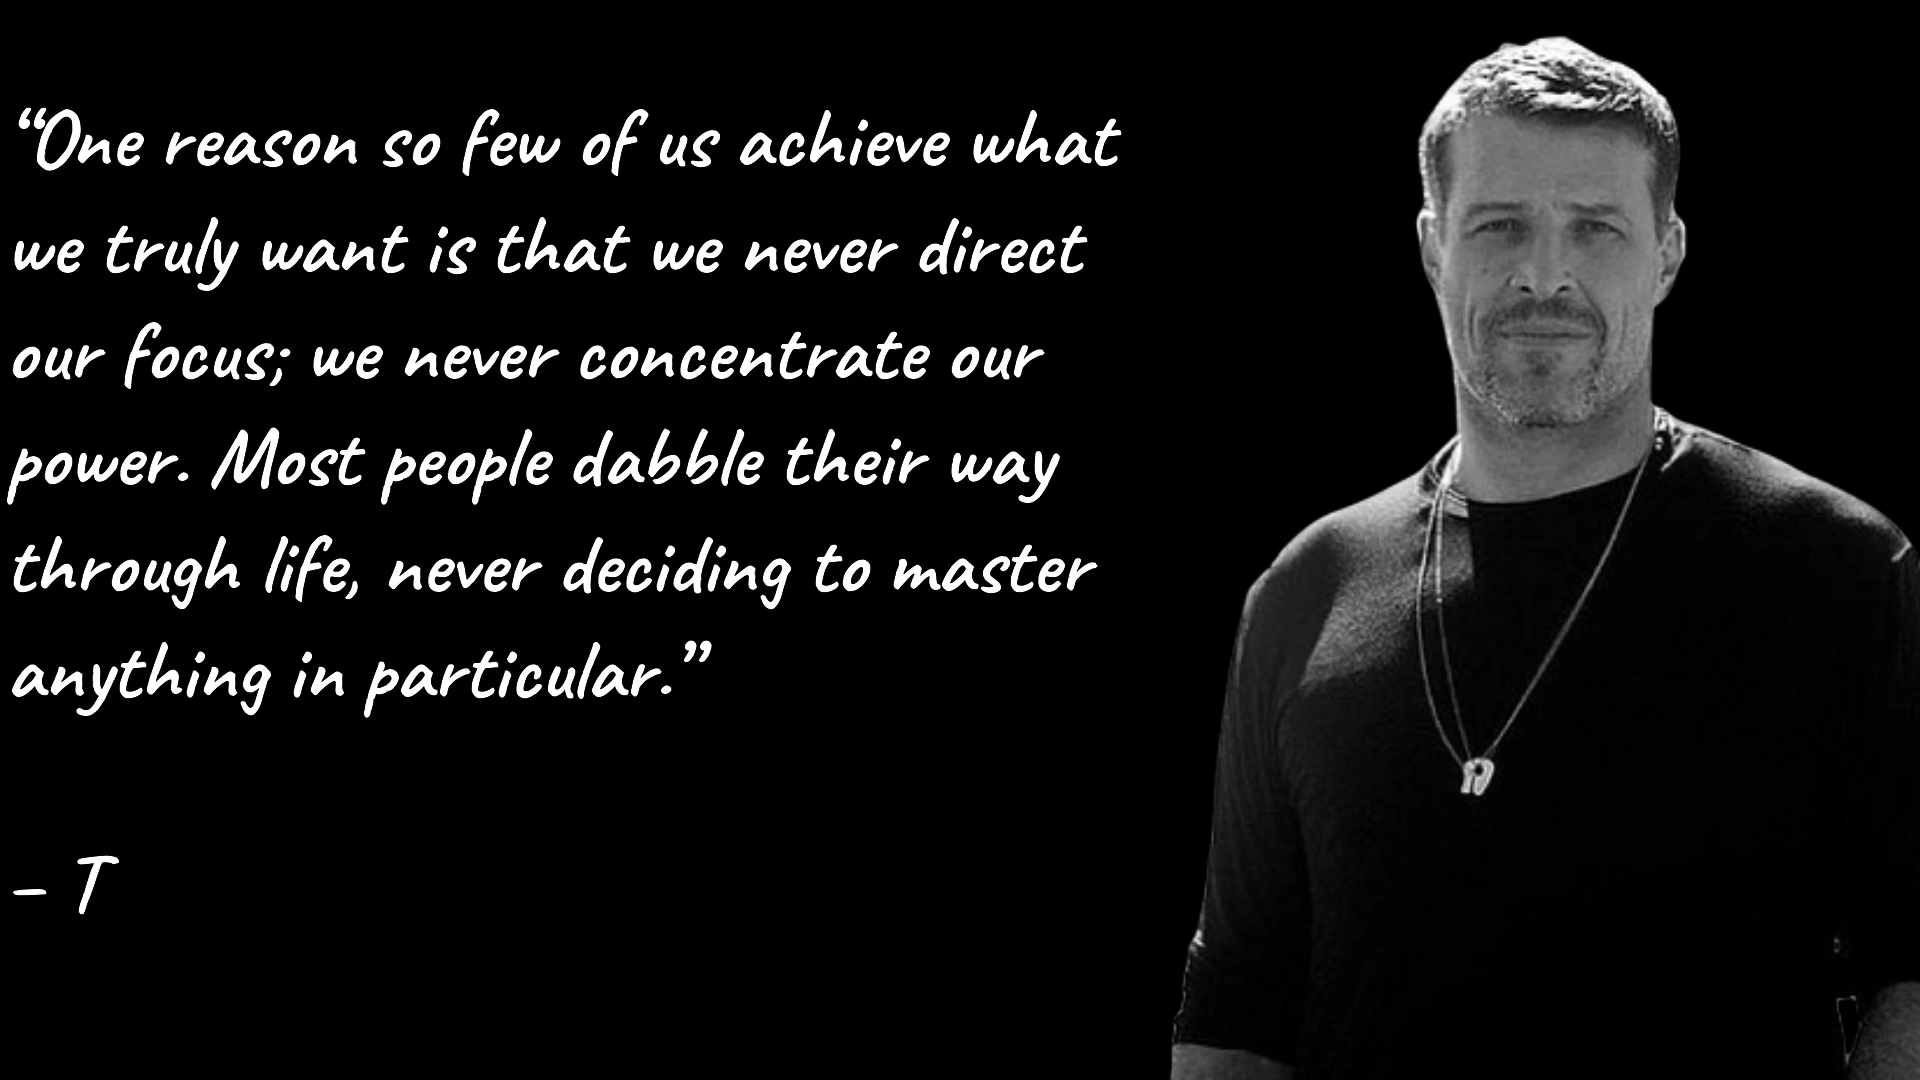 “One reason so few of us achieve what
we truly want is that we never direct
our focus; we never concentrate our
power. Most people dabble their way
through life, never deciding to master
anything in particular.”
– T